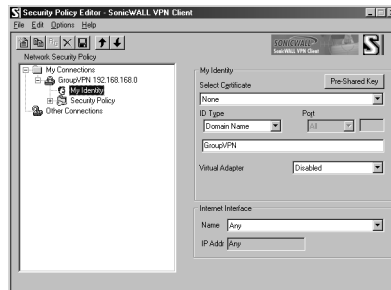 Security Policy Editor - SonicWALL VPN Client
File Edit Options Help
SONICWALL
SonicWALL VPN Client
S
Network Security Policy
My Connections
GroupVPN 192.168.168.0
My Identity
Security Policy
Other Connections
My Identity
Select Certificate
Pre-Shared Key
None
ID Type
Port
Domain Name
All
GroupVPN
Virtual Adapter
Disabled
Internet Interface
Name
Any
IP Addr
Any